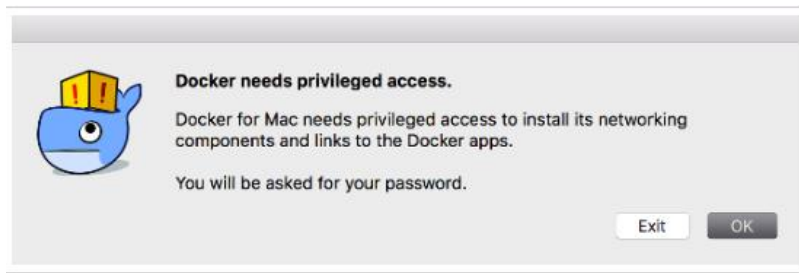 Docker needs privileged access.
Docker for Mac needs privileged access to install its networking
components and links to the Docker apps.
You will be asked for your password.
Exit
OK